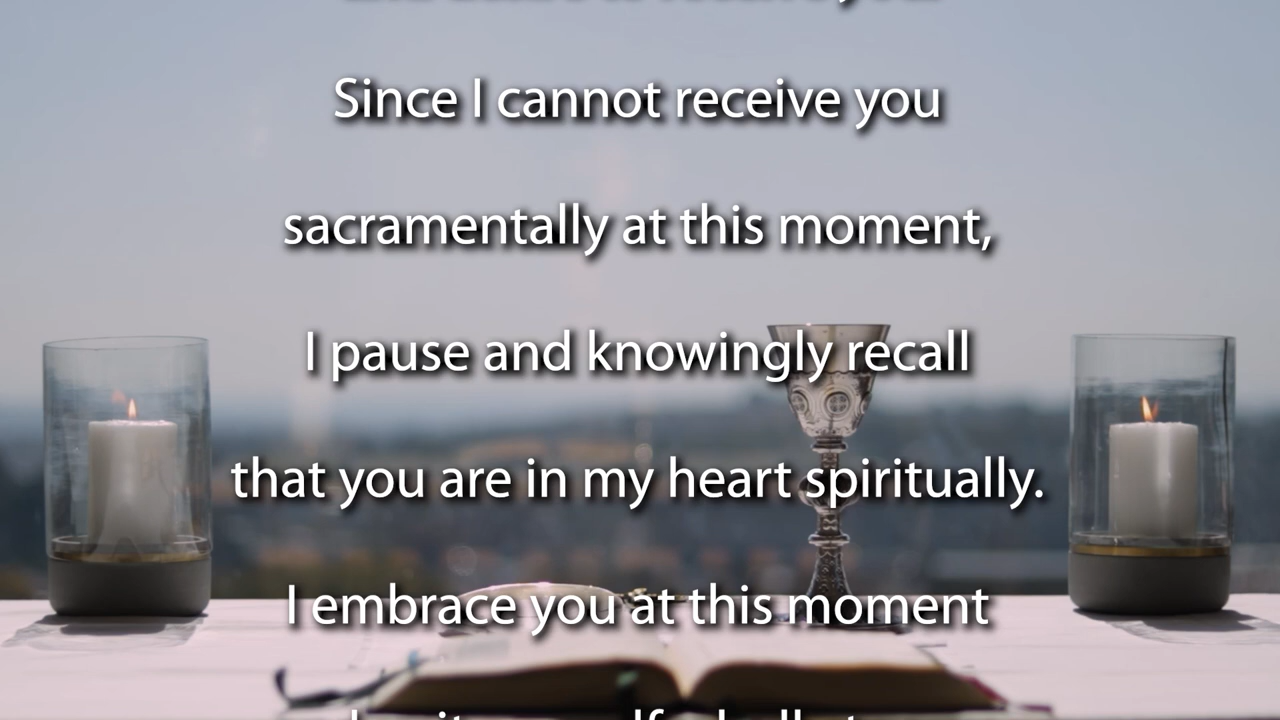 Since I cannot receive you
sacramentally at this moment,
I pause and knowingly recall
that you are in my heart spiritually.
I embrace you at this moment